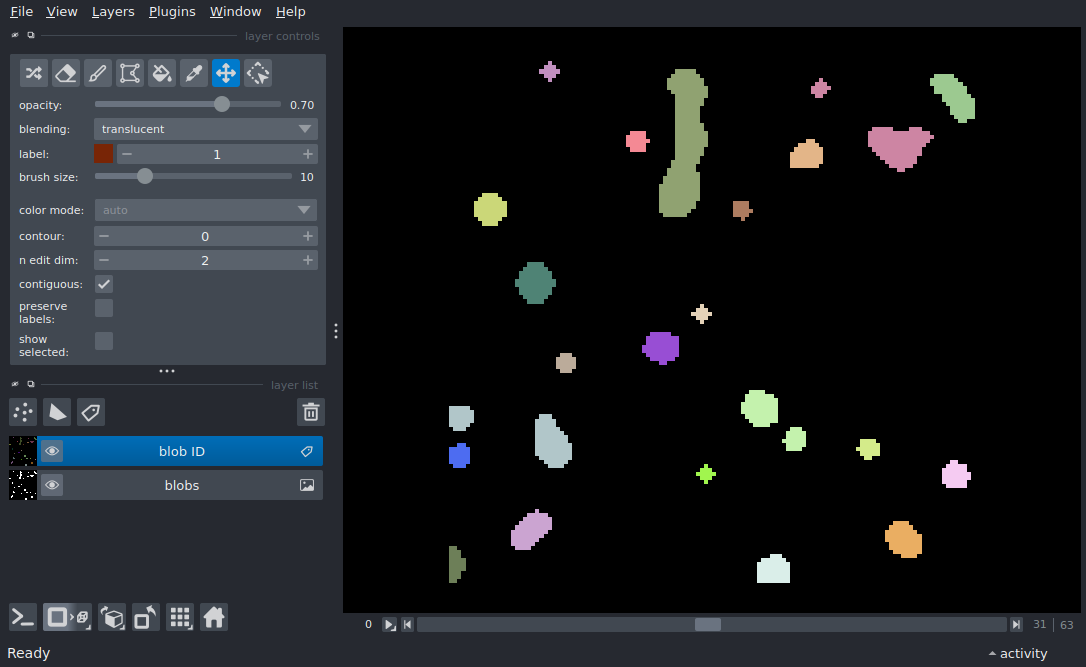 File View Layers Plugins Window Help
layer controls
opacity: 0.70
blending: translucent
label: 1
brush size: 10
color mode: auto
contour: 0
n edit dim: 2
contiguous:
preserve
labels:
show
selected:
layer list
blob ID
blobs
0 31 63
Ready activity